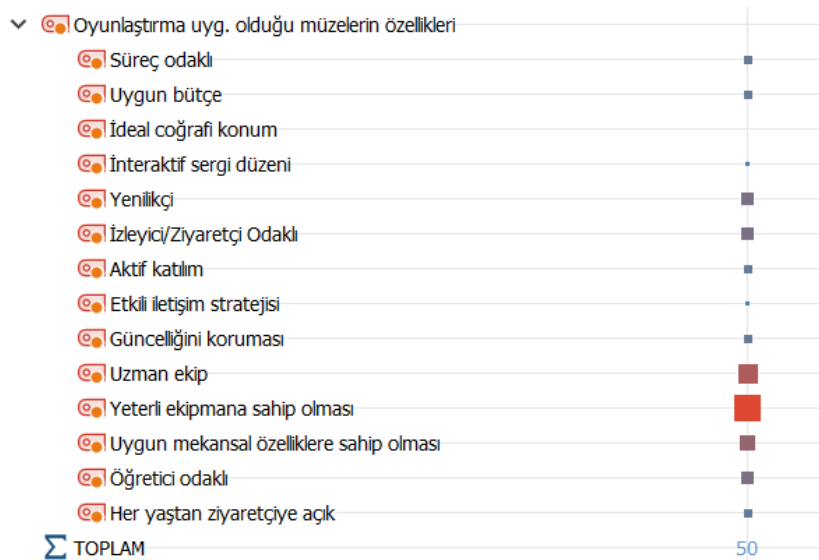 Oyunlaştırma uyg. olduğu müzelerin özellikleri
Süreç odaklı
Uygun bütçe
İdeal coğrafi konum
İnteraktif sergi düzeni
Yenilikçi
İzleyici/Ziyaretçi Odaklı
Aktif katılım
Etkili iletişim stratejisi
Güncelliğini koruması
Uzman ekip
Yeterli ekipmana sahip olması
Uygun mekansal özelliklere sahip olması
Öğretici odaklı
Her yaştan ziyaretçiye açık
Σ TOPLAM 50